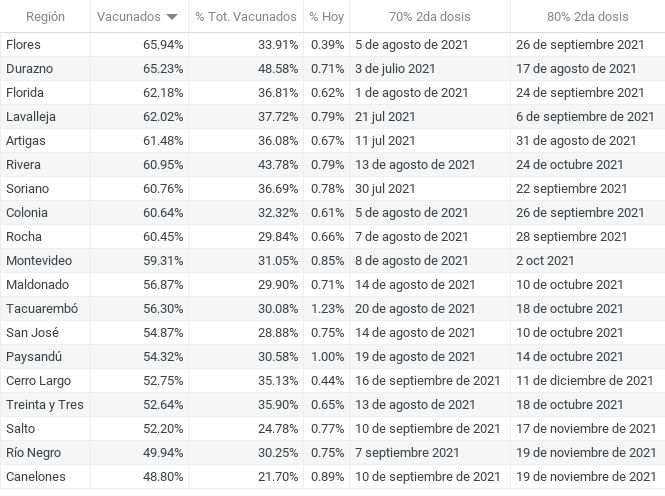 Región Vacunados % Tot. Vacunados % Hoy 70% 2da dosis 80% 2da dosis
Flores 65.94% 33.91% 0.39% 5 de agosto de 2021 26 de septiembre 2021
Durazno 65.23% 48.58% 0.71% 3 de julio 2021 17 de agosto 2021
Florida 62.18% 36.81% 0.62% 1 de agosto de 2021 24 de septiembre 2021
Lavalleja 62.02% 37.72% 0.79% 21 jul 2021 6 de septiembre de 2021
Artigas 61.48% 36.08% 0.67% 11 jul 2021 31 de agosto 2021
Rivera 60.95% 43.78% 0.79% 13 de agosto de 2021 24 de octubre 2021
Soriano 60.76% 36.69% 0.78% 30 jul 2021 22 septiembre 2021
Colonia 60.64% 32.32% 0.61% 5 de agosto de 2021 26 de septiembre 2021
Rocha 60.45% 29.84% 0.66% 7 de agosto de 2021 28 septiembre 2021
Montevideo 59.31% 31.05% 0.85% 8 de agosto de 2021 2 oct 2021
Maldonado 56.87% 29.90% 0.71% 14 de agosto de 2021 10 de octubre 2021
Tacuarembó 56.30% 30.08% 1.23% 20 de agosto de 2021 18 de octubre 2021
San José 54.87% 28.88% 0.75% 14 de agosto de 2021 10 de octubre 2021
Paysandú 54.32% 30.58% 1.00% 19 de agosto de 2021 14 de octubre 2021
Cerro Largo 52.75% 35.13% 0.44% 16 de septiembre de 2021 11 de diciembre de 2021
Treinta y Tres 52.64% 35.90% 0.65% 13 de agosto de 2021 18 de octubre 2021
Salto 52.20% 24.78% 0.77% 10 de septiembre de 2021 17 de noviembre de 2021
Río Negro 49.94% 30.25% 0.75% 7 septiembre 2021 19 de noviembre de 2021
Canelones 48.80% 21.70% 0.89% 10 de septiembre de 2021 19 de noviembre de 2021